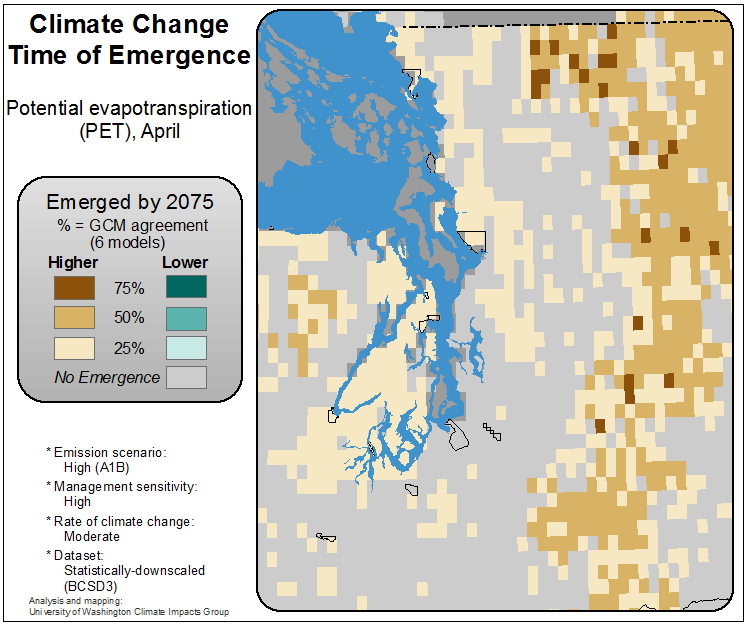 Climate Change
Time of Emergence
Potential evapotranspiration
(PET), April
Emerged by 2075
% = GCM agreement
(6 models)
Higher Lower
75%
50%
25%
No Emergence
* Emission scenario:
High (A1B)
* Management sensitivity:
High
* Rate of climate change:
Moderate
* Dataset:
Statistically-downscaled
(BCSD3)
Analysis and mapping:
University of Washington Climate Impacts Group